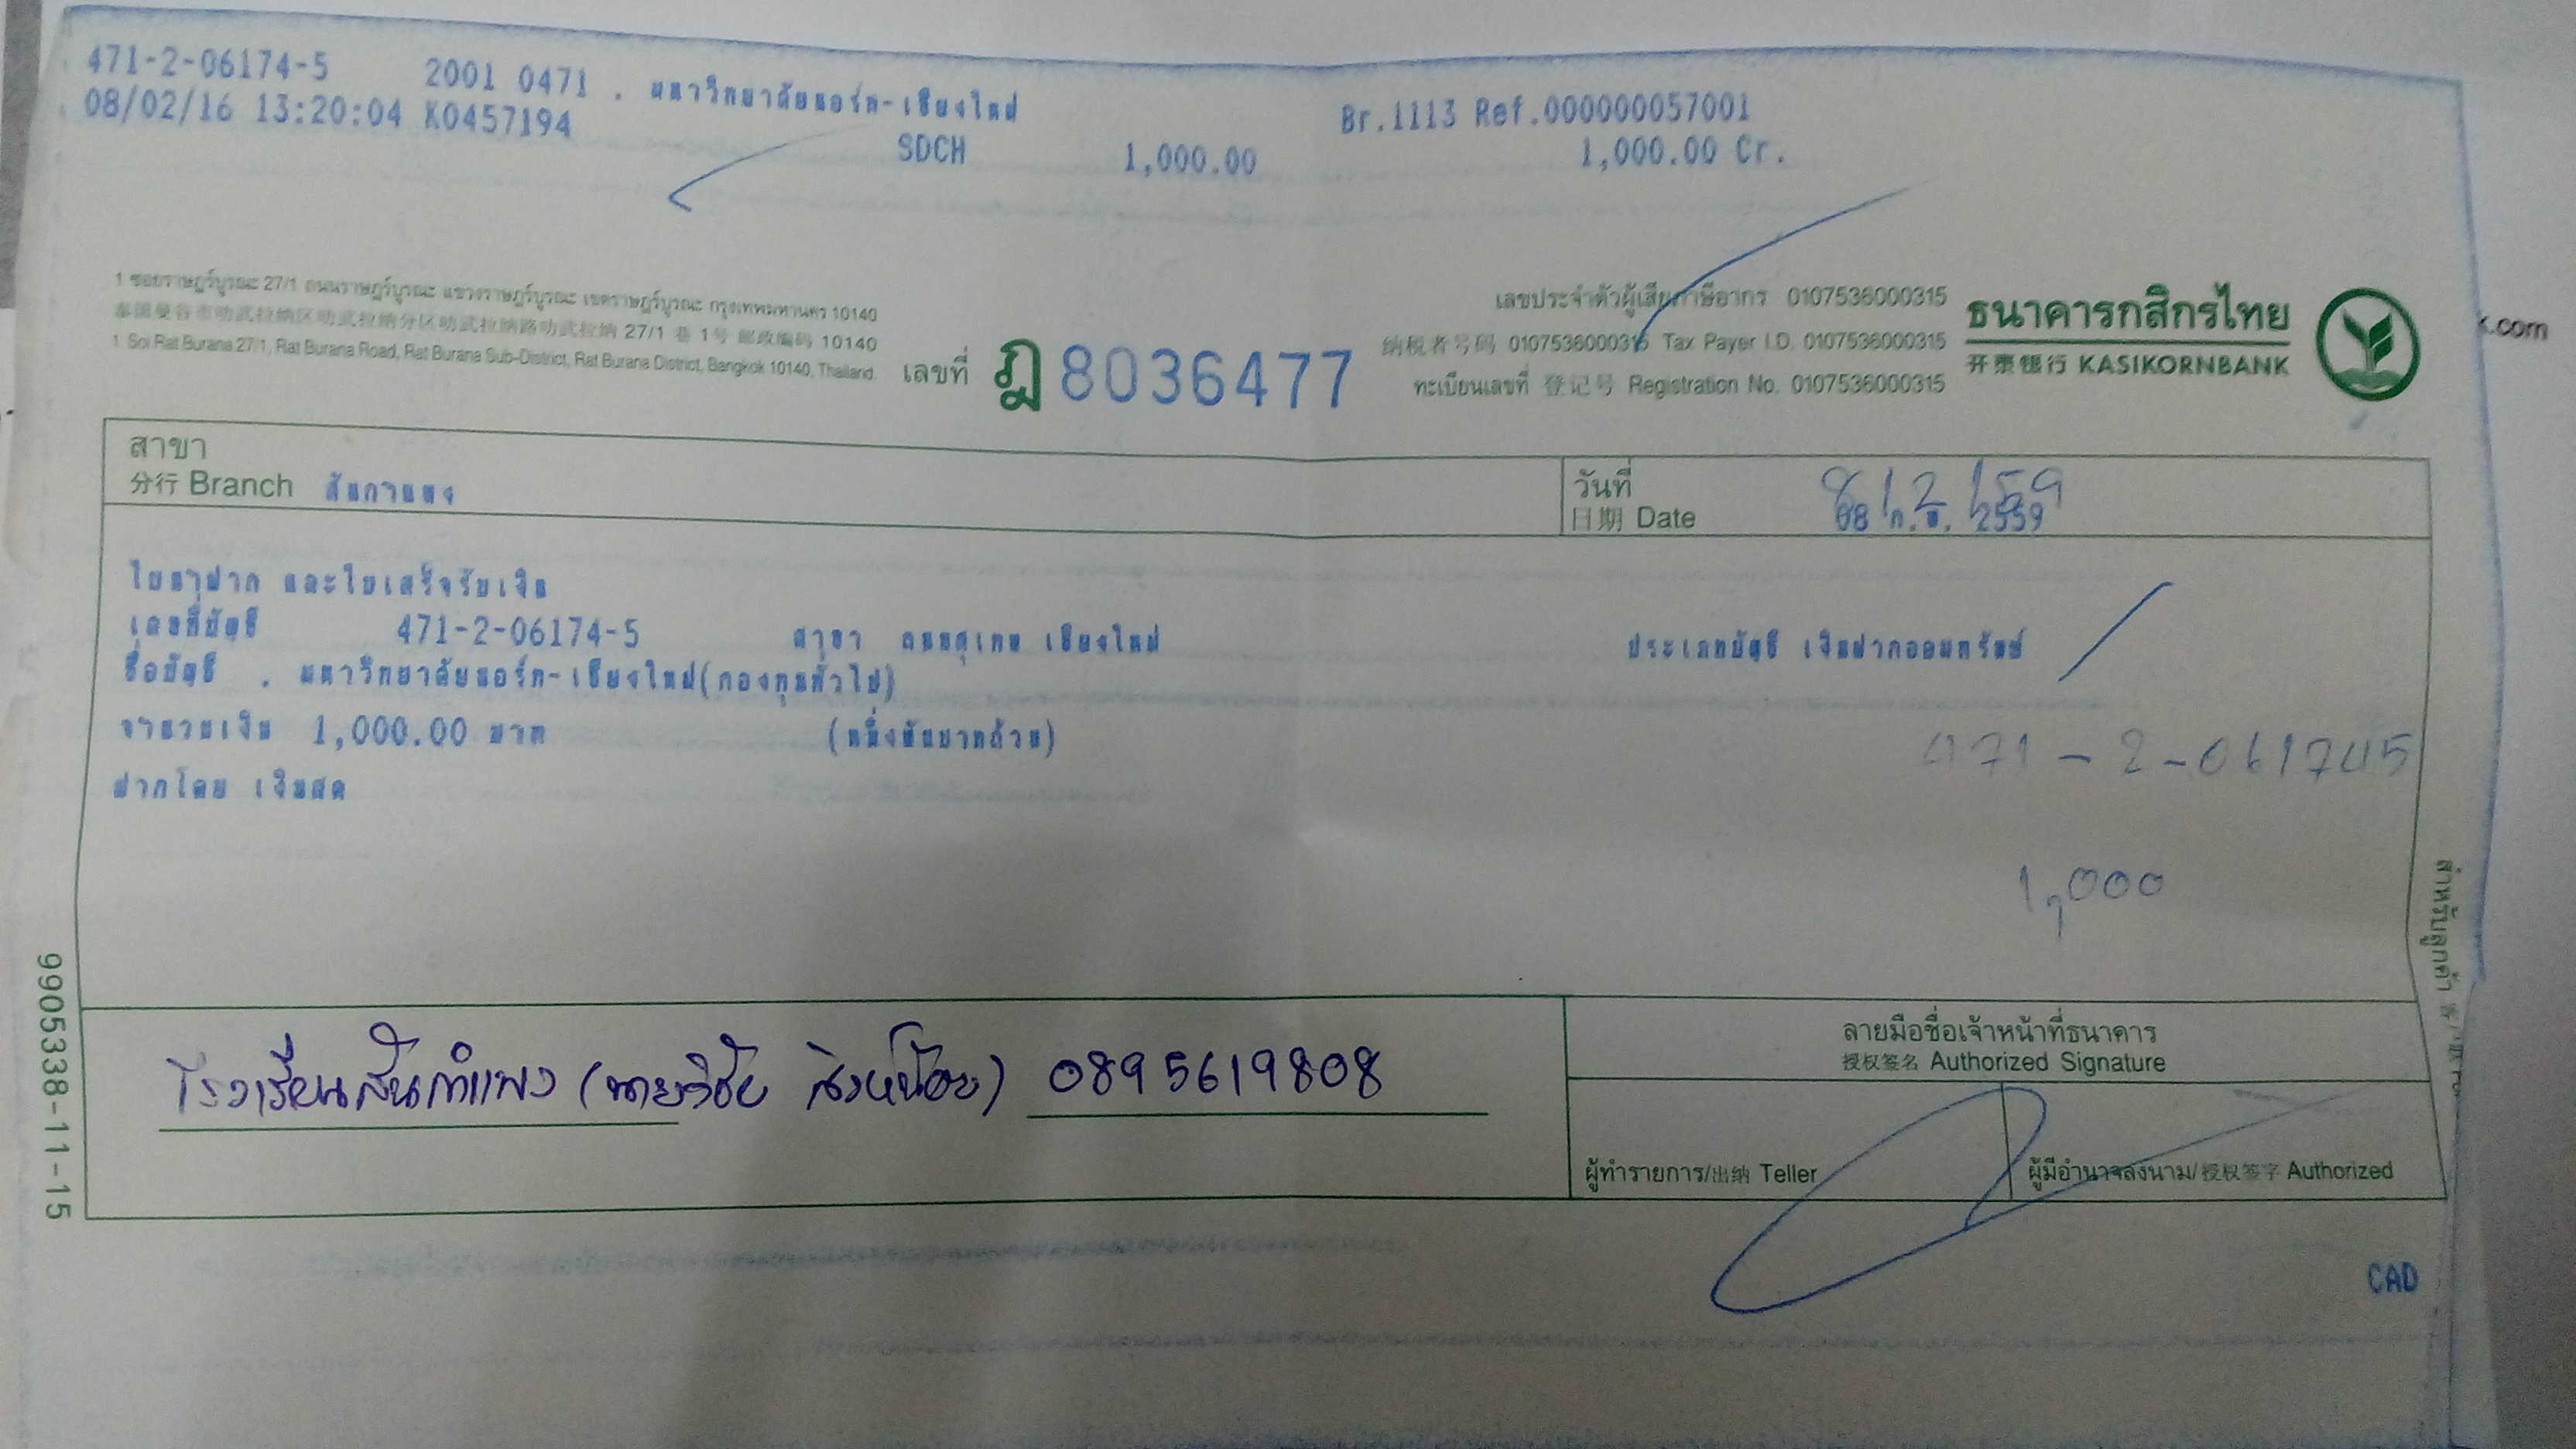 471-2-06174-5 2001 0471 . มหาวิทยาลัยนอร์ท-เชียงใหม่ Br.1113 Ref.000000057001
08/02/16 13:20:04 K0457194 SDCH 1,000.00 1,000.00 Cr.
1 ซอยราษฎร์บูรณะ 27/1 ถนนราษฎร์บูรณะ แขวงราษฎร์บูรณะ เขตราษฎร์บูรณะ กรุงเทพมหานคร 10140
泰国曼谷市叻武拉纳区叻武拉纳分区叻武拉纳路叻武拉纳 27/1 巷 1号 邮政编码 10140
1 Soi Rat Burana 27/1, Rat Burana Road, Rat Burana Sub-District, Rat Burana District, Bangkok 10140, Thailand.
เลขที่ ฎ 8036477
เลขประจำตัวผู้เสียภาษีอากร 0107536000315
纳税者号码 0107536000315 Tax Payer I.D. 0107536000315
ทะเบียนเลขที่ 登记号 Registration No. 0107536000315
ธนาคารกสิกรไทย
开泰银行 KASIKORNBANK
.com
สาขา
分行 Branch สันกำแพง
วันที่ 8/2/59
日期 Date 08 ก.พ. 2559
ใบนำฝาก และใบเสร็จรับเงิน
เลขที่บัญชี 471-2-06174-5 สาขา ถนนสุเทพ เชียงใหม่ ประเภทบัญชี เงินฝากออมทรัพย์
ชื่อบัญชี . มหาวิทยาลัยนอร์ท-เชียงใหม่(กองทุนทั่วไป)
จำนวนเงิน 1,000.00 บาท (หนึ่งพันบาทถ้วน)
471-2-061745
ฝากโดย เงินสด
1,000
โรงเรียนสันกำแพง (นายวิชัย สิงห์น้อย) 0895619808
ลายมือชื่อเจ้าหน้าที่ธนาคาร
授权签名 Authorized Signature
ผู้ทำรายการ/出纳 Teller
ผู้มีอำนาจลงนาม/授权签字 Authorized
9905338-11-15
สำหรับลูกค้า
CAD